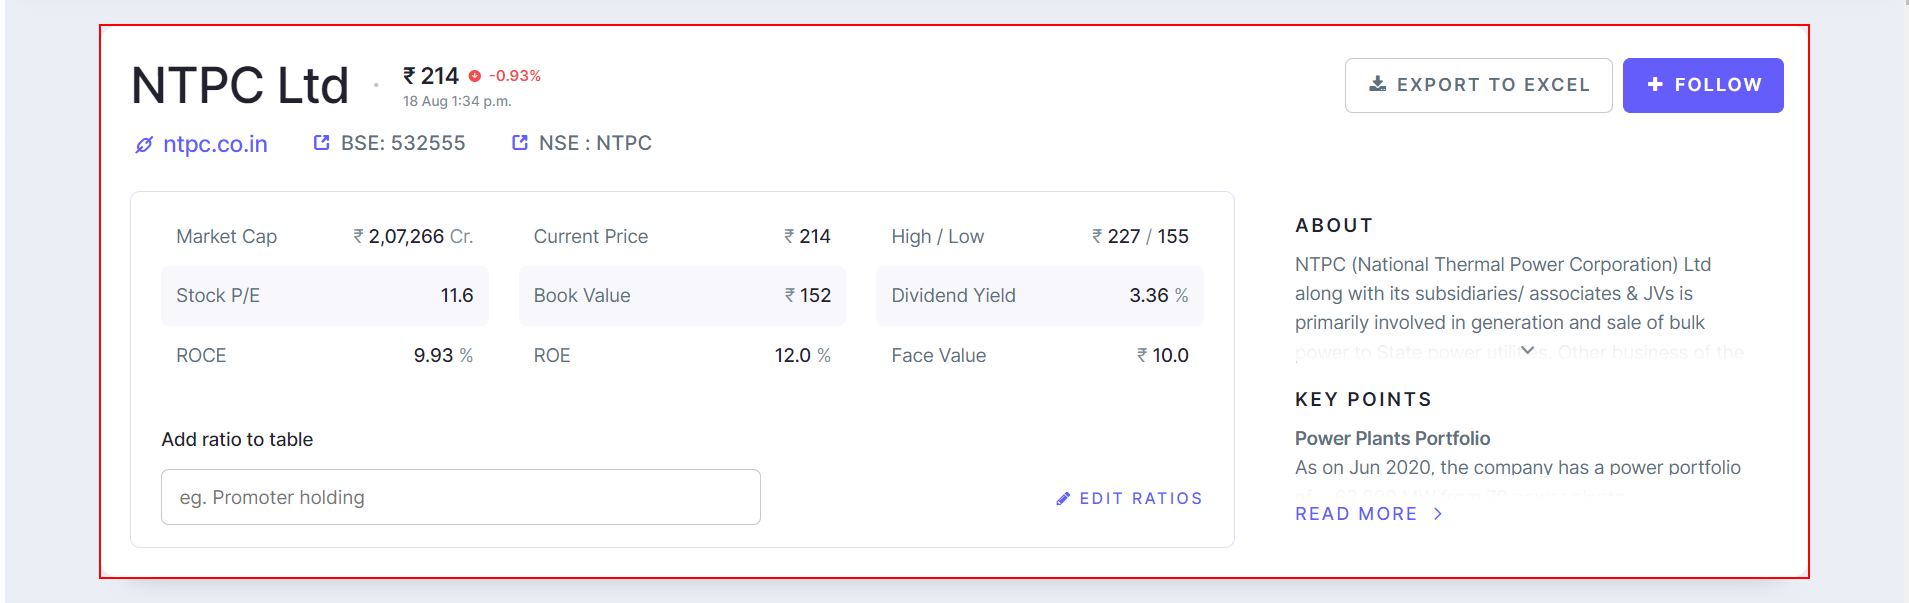 NTPC Ltd
₹ 214 -0.93%
18 Aug 1:34 p.m.
EXPORT TO EXCEL
FOLLOW
ntpc.co.in
BSE: 532555
NSE : NTPC
Market Cap ₹ 2,07,266 Cr.
Current Price ₹ 214
High / Low ₹ 227 / 155
Stock P/E 11.6
Book Value ₹ 152
Dividend Yield 3.36 %
ROCE 9.93 %
ROE 12.0 %
Face Value ₹ 10.0
Add ratio to table
eg. Promoter holding
EDIT RATIOS
ABOUT
NTPC (National Thermal Power Corporation) Ltd
along with its subsidiaries/ associates & JVs is
primarily involved in generation and sale of bulk
power to State power utilities. Other business of the
KEY POINTS
Power Plants Portfolio
As on Jun 2020, the company has a power portfolio
READ MORE